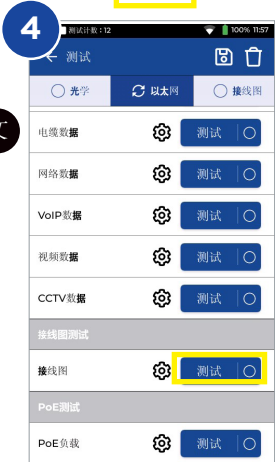 4
测试计数:12 100% 11:57
← 测试
光学 以太网 接线图
文
电缆数据 测试
网络数据 测试
VoIP数据 测试
视频数据 测试
CCTV数据 测试
接线图测试
接线图 测试
PoE测试
PoE负载 测试